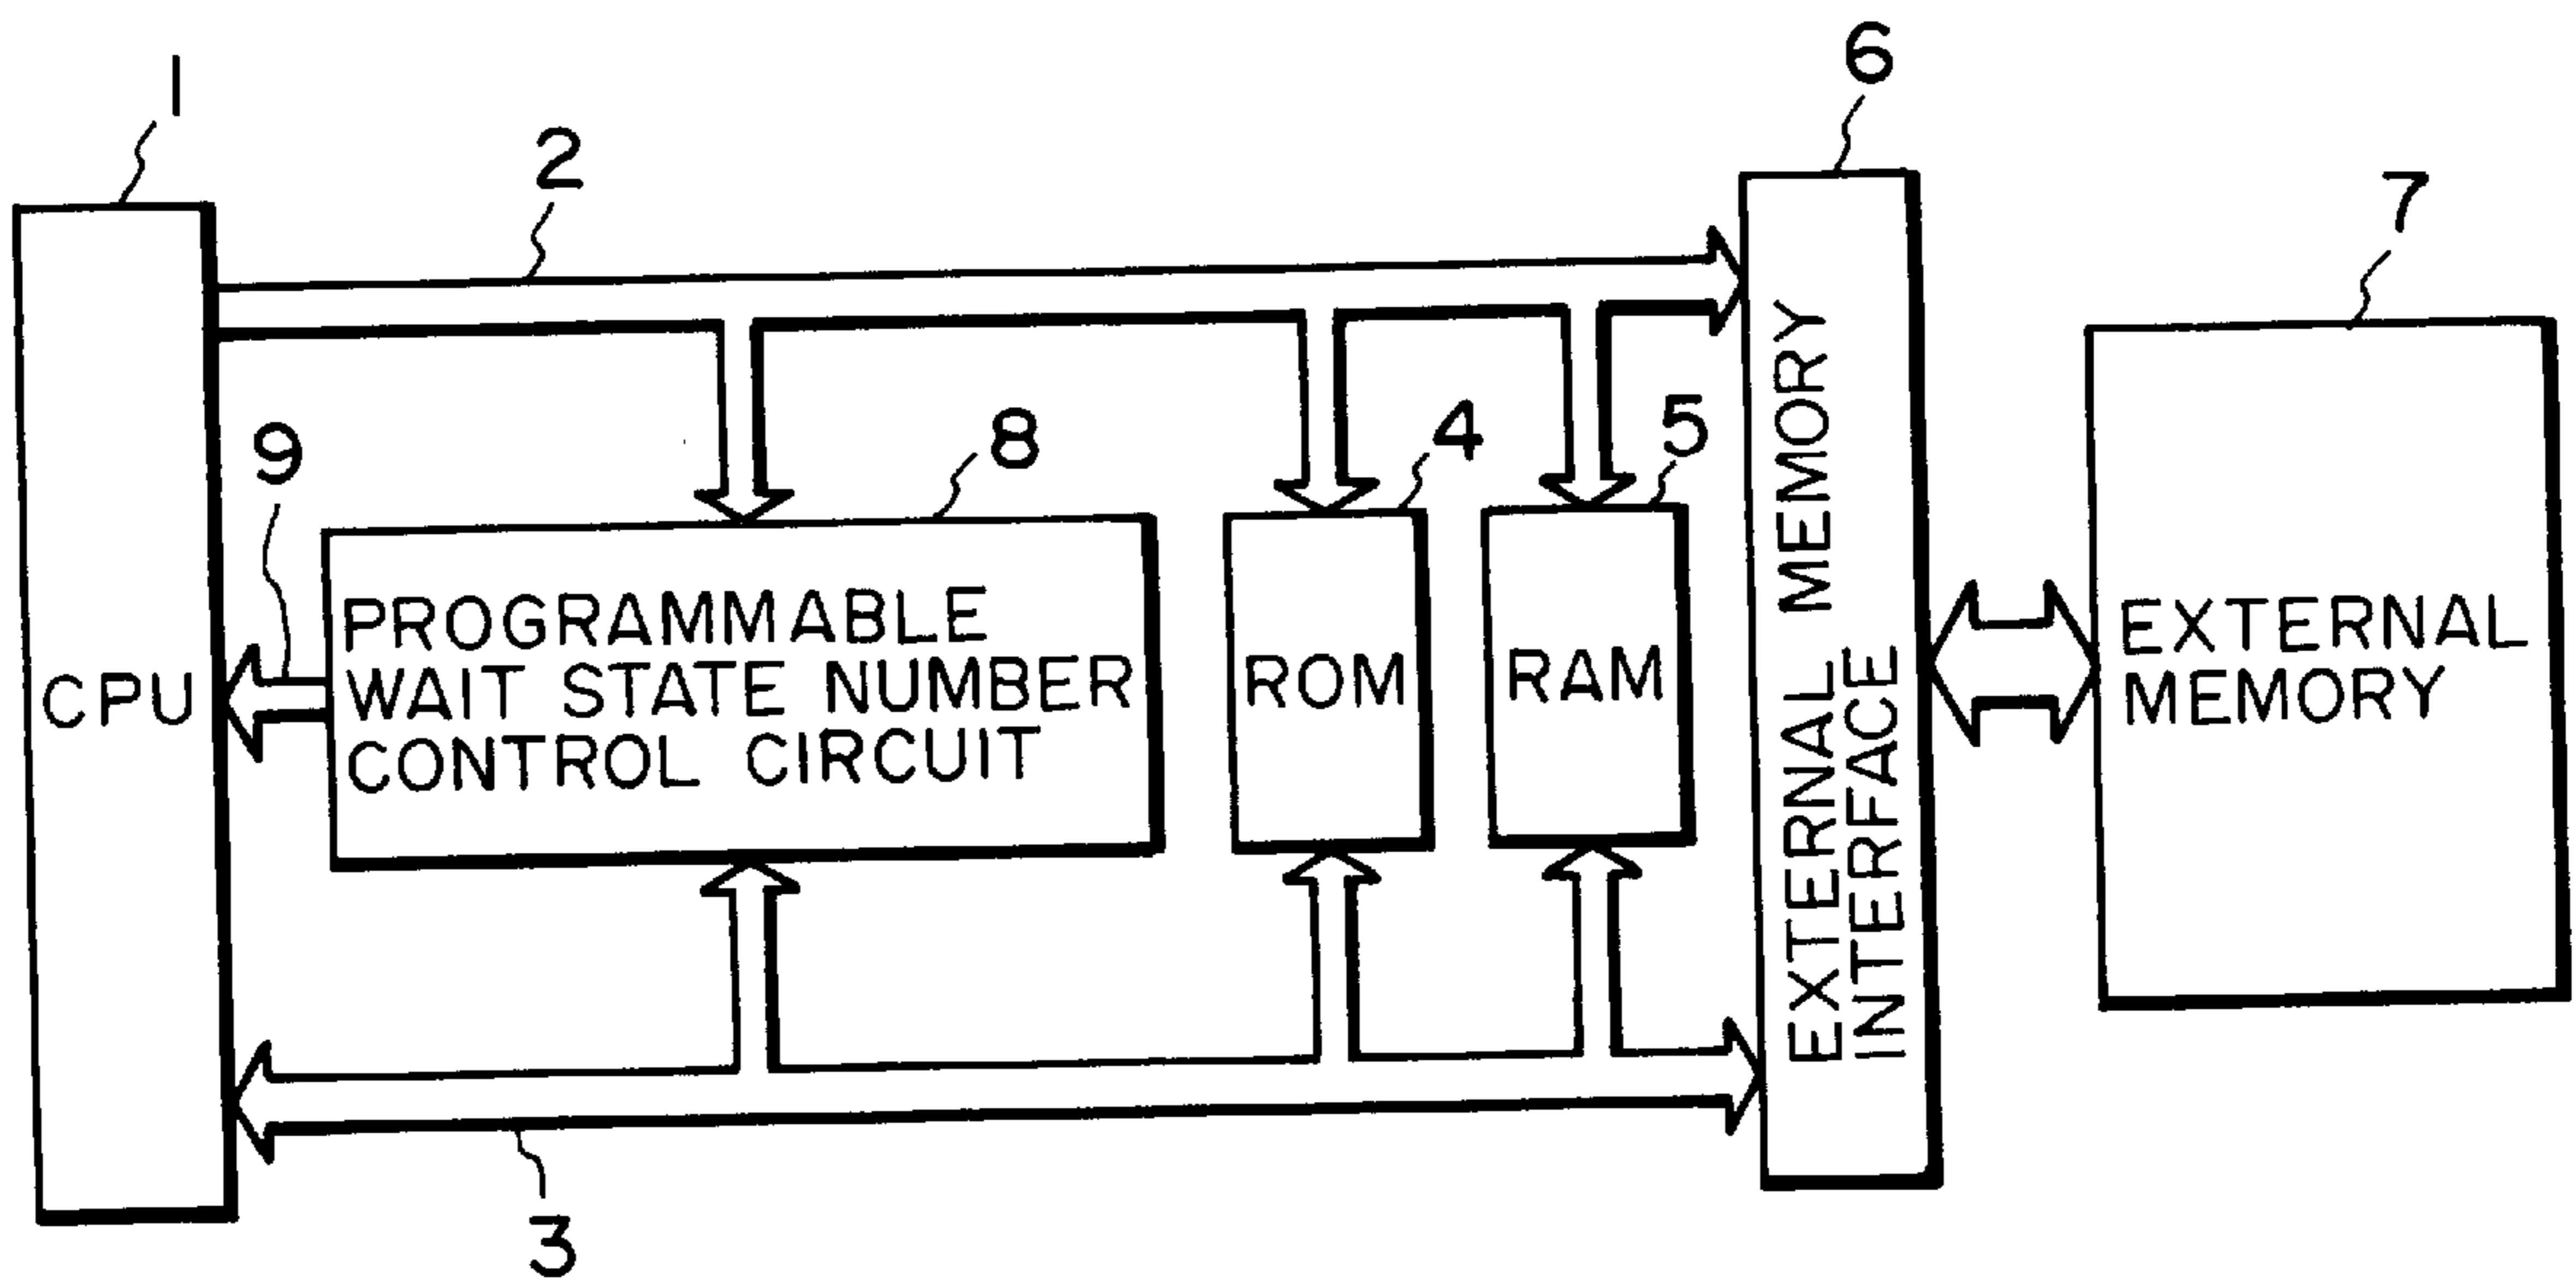 1
2
6
7
9
8
4
5
CPU
PROGRAMMABLE
WAIT STATE NUMBER
CONTROL CIRCUIT
ROM
RAM
EXTERNAL MEMORY
INTERFACE
EXTERNAL
MEMORY
3